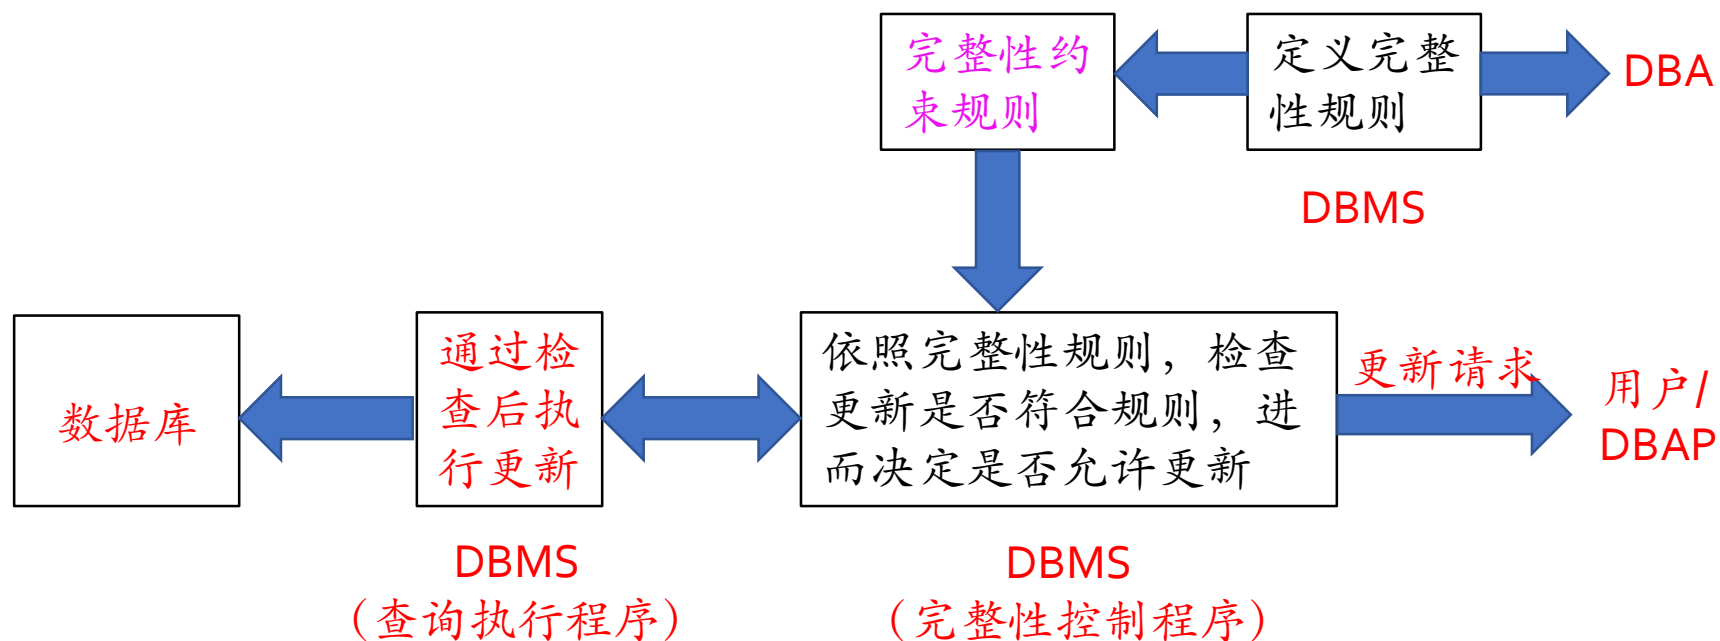 完整性约
束规则
定义完整
性规则
DBA
DBMS
数据库
通过检
查后执
行更新
依照完整性规则，检查
更新是否符合规则，进
而决定是否允许更新
更新请求
用户/
DBAP
DBMS
（查询执行程序）
DBMS
（完整性控制程序）